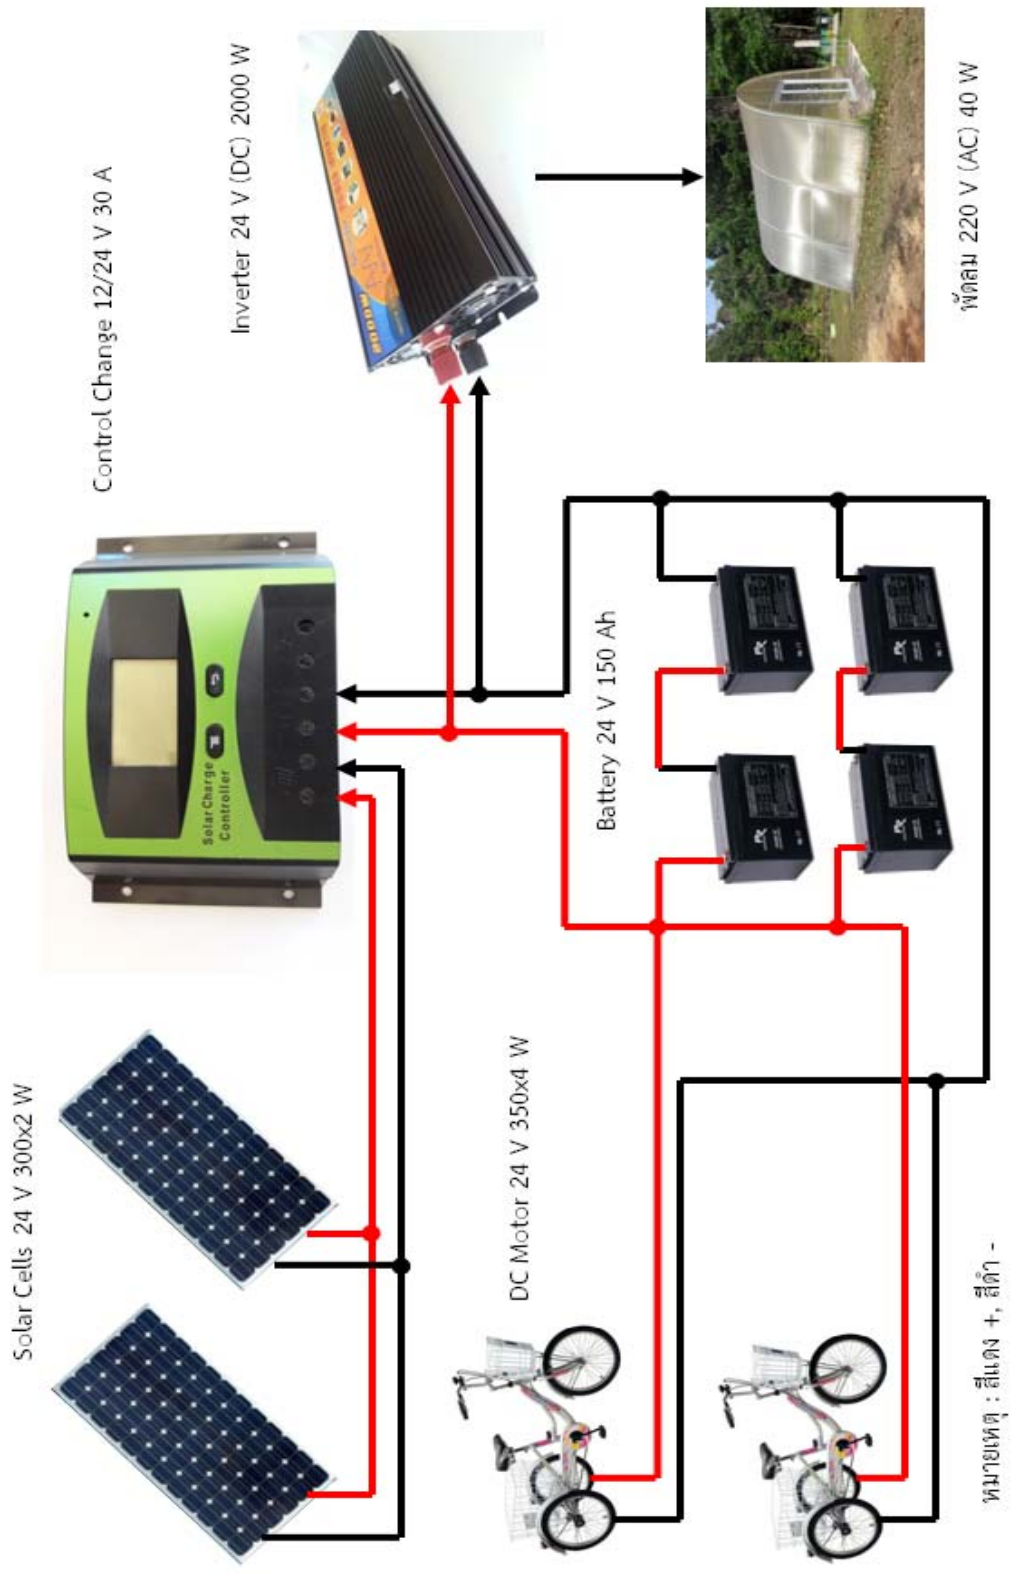 Solar Cells 24 V 300x2 W
Control Change 12/24 V 30 A
Solar Charge
Controller
Inverter 24 V (DC) 2000 W
DC Motor 24 V 350x4 W
Battery 24 V 150 Ah
พัดลม 220 V (AC) 40 W
หมายเหตุ : สีแดง +, สีดำ -